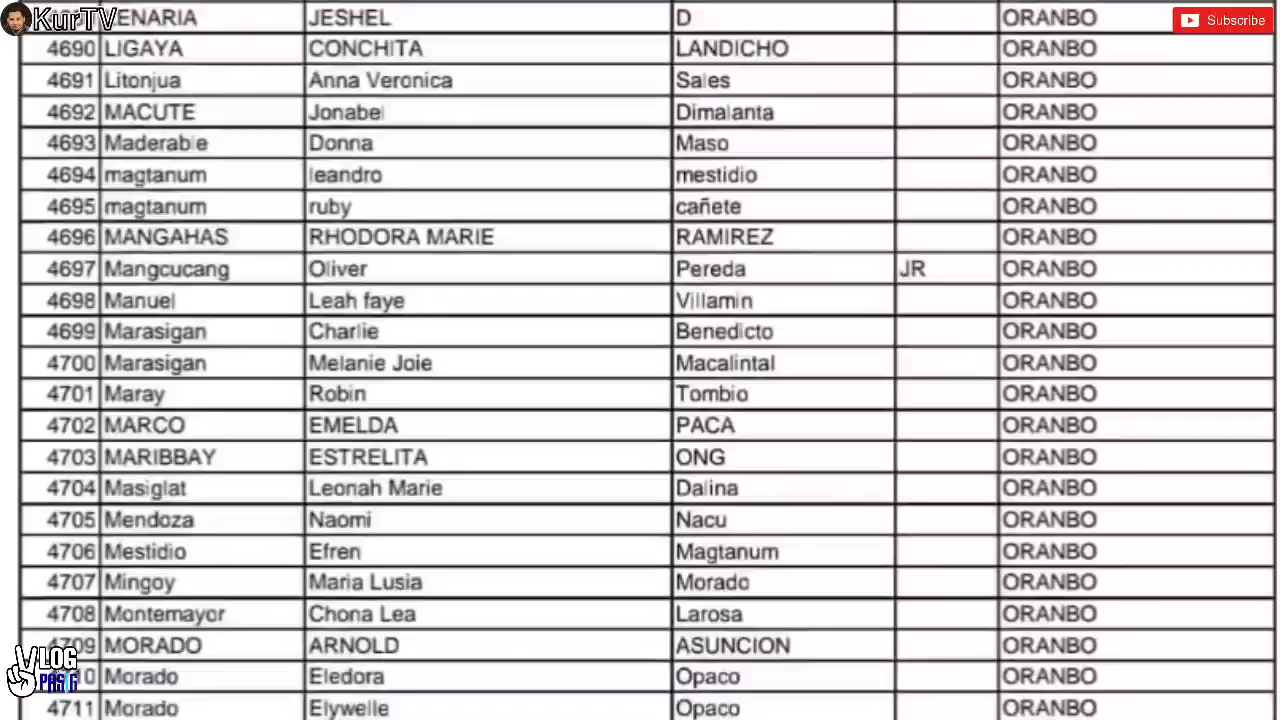 KurTV
Subscribe
ENARIA JESHEL D ORANBO
4690 LIGAYA CONCHITA LANDICHO ORANBO
4691 Litonjua Anna Veronica Sales ORANBO
4692 MACUTE Jonabel Dimalanta ORANBO
4693 Maderable Donna Maso ORANBO
4694 magtanum leandro mestidio ORANBO
4695 magtanum ruby cañete ORANBO
4696 MANGAHAS RHODORA MARIE RAMIREZ ORANBO
4697 Mangcucang Oliver Pereda JR ORANBO
4698 Manuel Leah faye Villamin ORANBO
4699 Marasigan Charlie Benedicto ORANBO
4700 Marasigan Melanie Joie Macalintal ORANBO
4701 Maray Robin Tombio ORANBO
4702 MARCO EMELDA PACA ORANBO
4703 MARIBBAY ESTRELITA ONG ORANBO
4704 Masiglat Leonah Marie Dalina ORANBO
4705 Mendoza Naomi Nacu ORANBO
4706 Mestidio Efren Magtanum ORANBO
4707 Mingoy Maria Lusia Morado ORANBO
4708 Montemayor Chona Lea Larosa ORANBO
4709 MORADO ARNOLD ASUNCION ORANBO
10 Morado Eledora Opaco ORANBO
4711 Morado Elywelle Opaco ORANBO
VLOG
PASIG